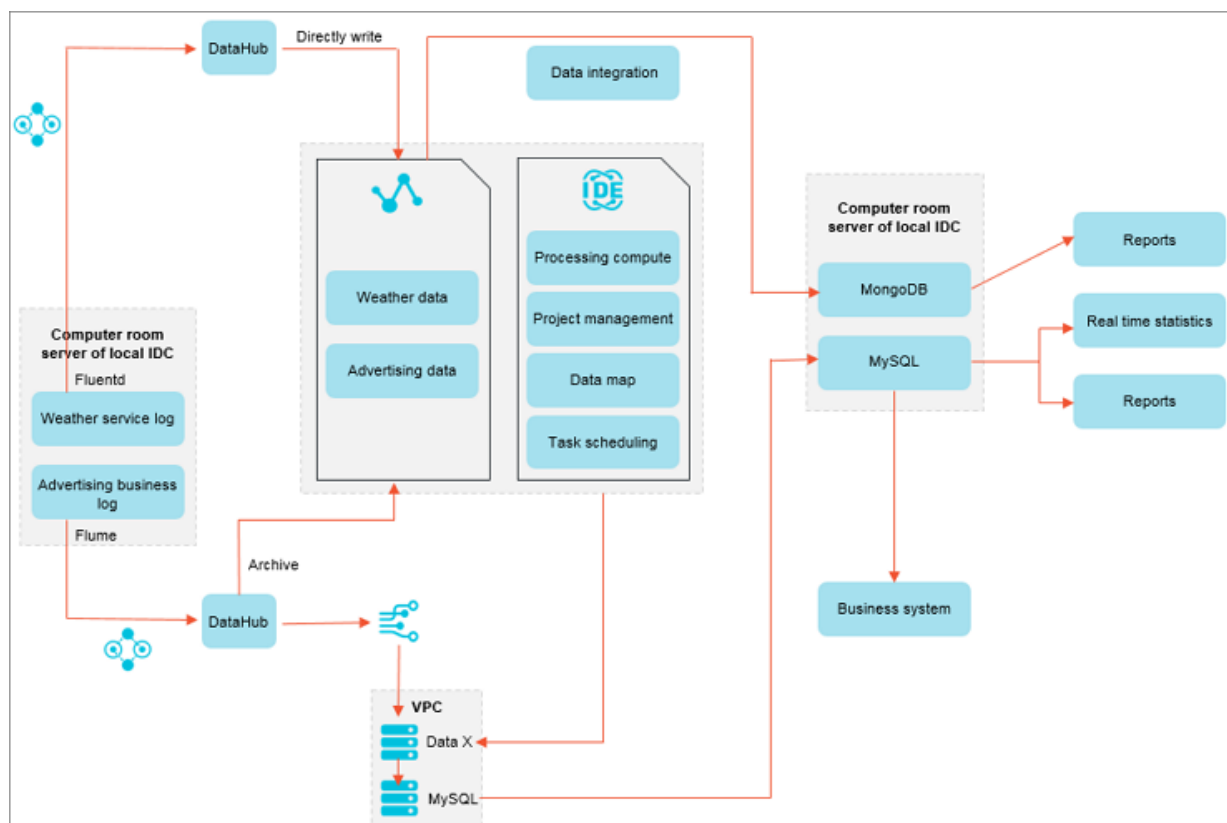 DataHub
Directly write
Data integration
IDE
Processing compute
Project management
Data map
Task scheduling
Weather data
Advertising data
Computer room
server of local IDC
Fluentd
Weather service log
Advertising business
log
Flume
Archive
DataHub
VPC
Data X
MySQL
Computer room
server of local IDC
MongoDB
MySQL
Reports
Real time statistics
Reports
Business system